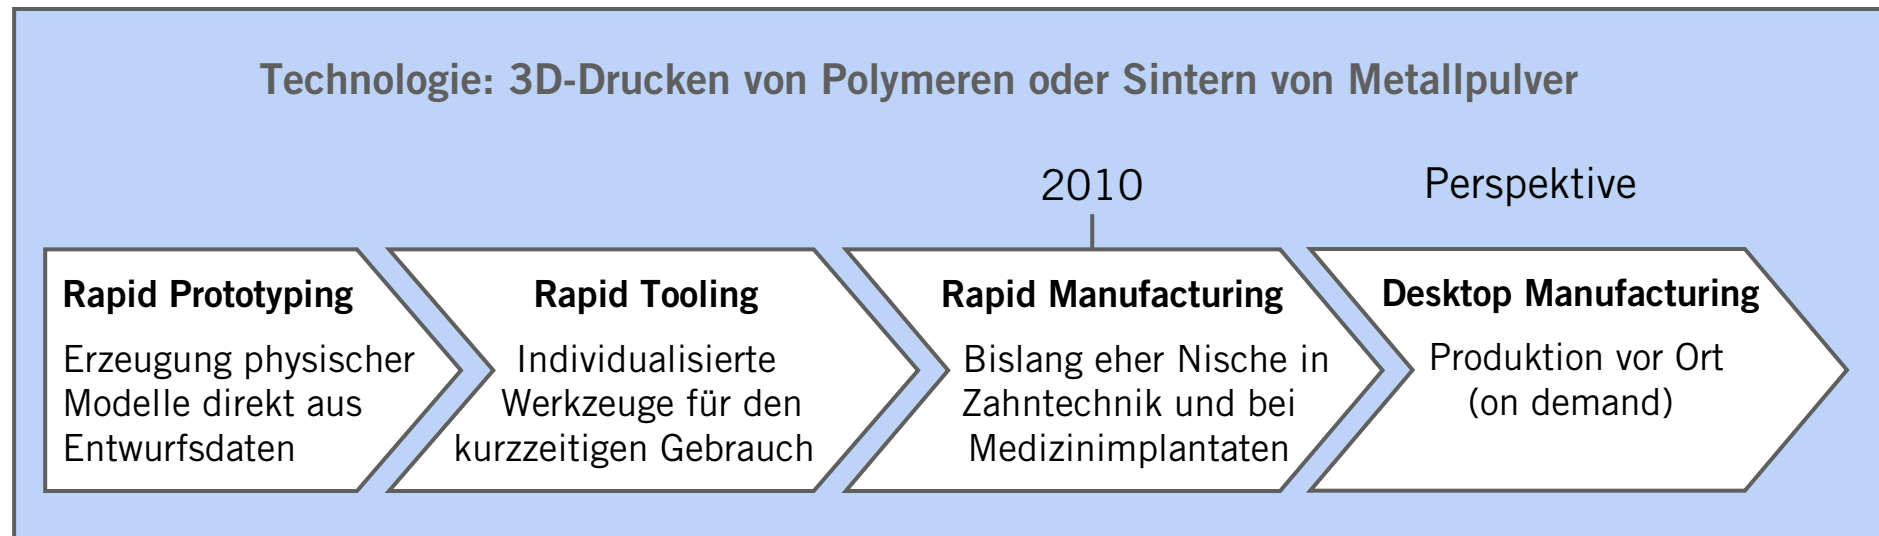 Technologie: 3D-Drucken von Polymeren oder Sintern von Metallpulver
2010
Perspektive
Rapid Prototyping
Erzeugung physischer
Modelle direkt aus
Entwurfsdaten
Rapid Tooling
Individualisierte
Werkzeuge für den
kurzzeitigen Gebrauch
Rapid Manufacturing
Bislang eher Nische in
Zahntechnik und bei
Medizinimplantaten
Desktop Manufacturing
Produktion vor Ort
(on demand)